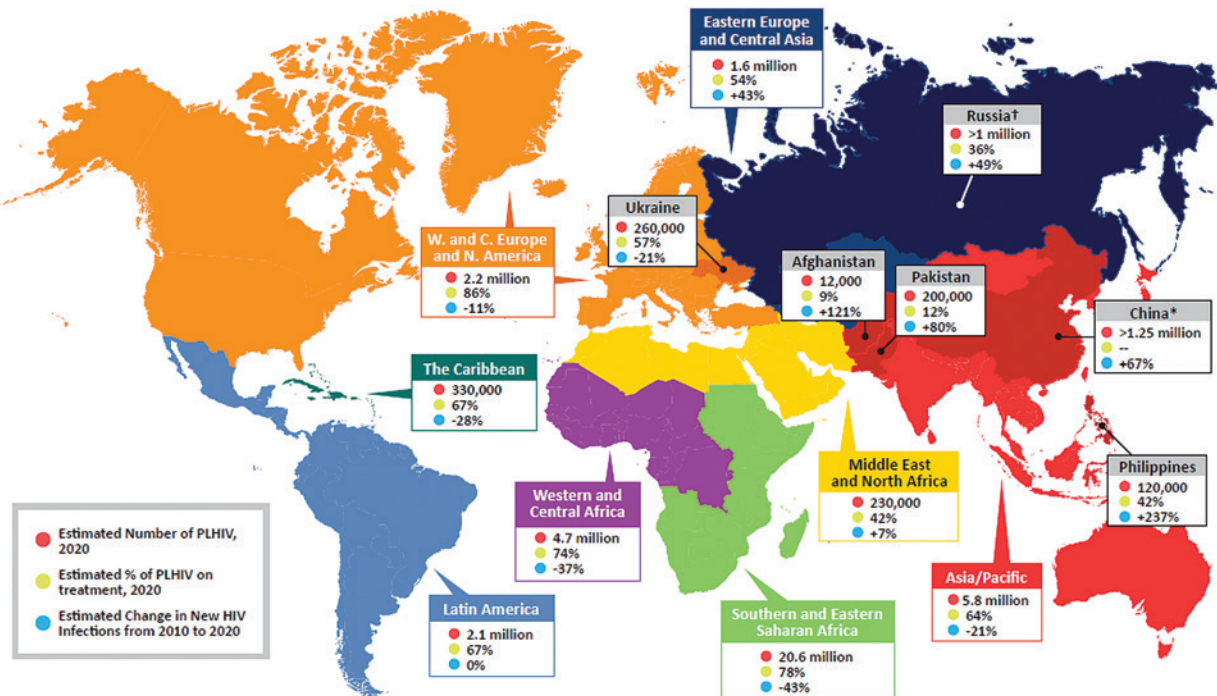 Eastern Europe
and Central Asia
1.6 million
54%
+43%
Russia†
>1 million
36%
+49%
Ukraine
260,000
57%
-21%
W. and C. Europe
and N. America
2.2 million
86%
-11%
Afghanistan
12,000
9%
+121%
Pakistan
200,000
12%
+80%
China*
>1.25 million
--
+67%
The Caribbean
330,000
67%
-28%
Middle East
and North Africa
230,000
42%
+7%
Philippines
120,000
42%
+237%
Western and
Central Africa
4.7 million
74%
-37%
Asia/Pacific
5.8 million
64%
-21%
Latin America
2.1 million
67%
0%
Southern and Eastern
Saharan Africa
20.6 million
78%
-43%
Estimated Number of PLHIV,
2020
Estimated % of PLHIV on
treatment, 2020
Estimated Change in New HIV
Infections from 2010 to 2020